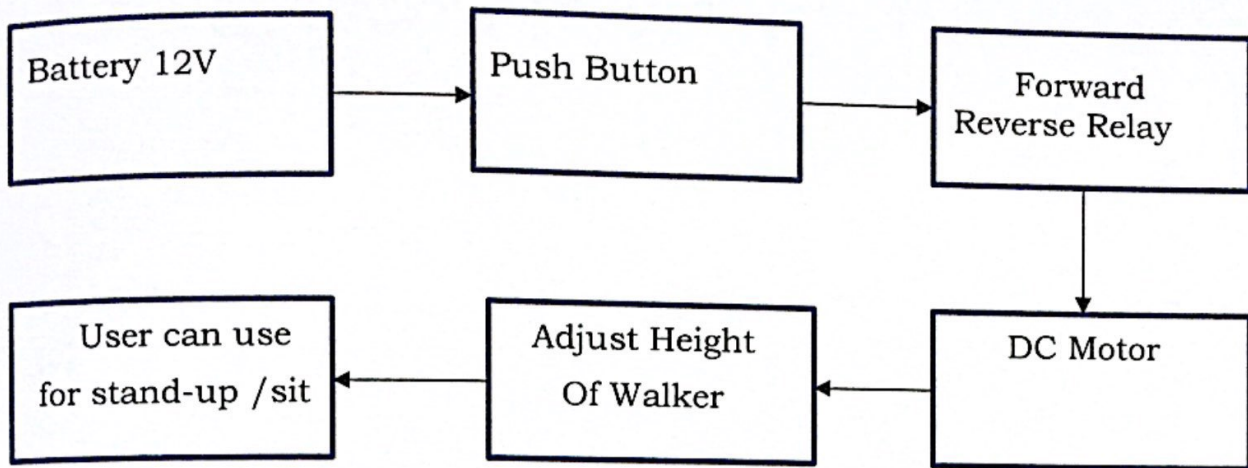 Battery 12V
Push Button
Forward
Reverse Relay
DC Motor
Adjust Height
Of Walker
User can use
for stand-up /sit